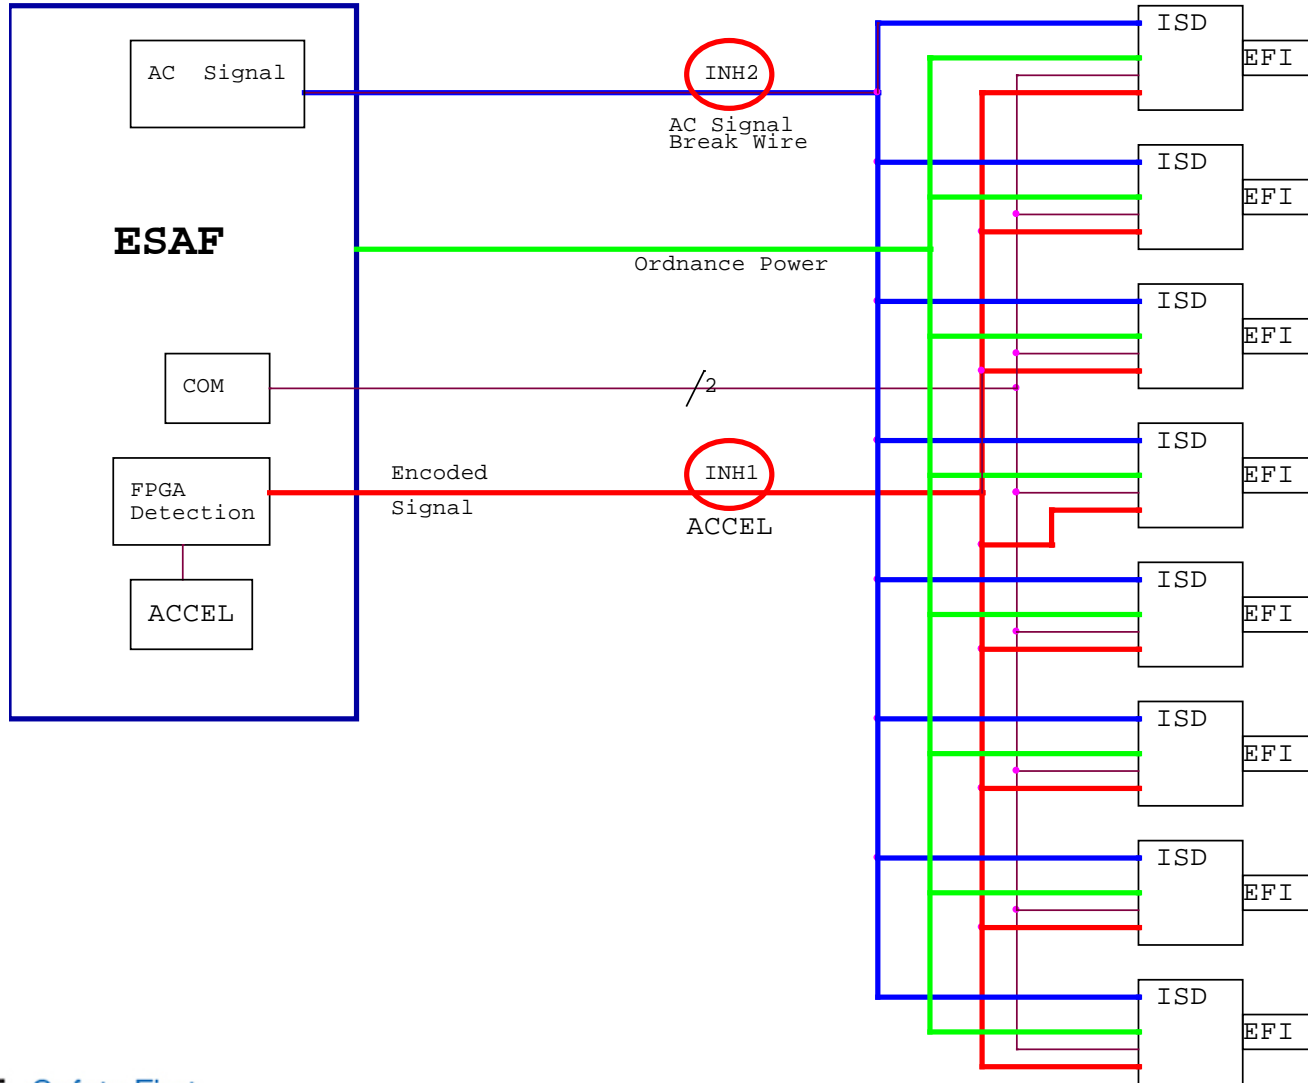 AC Signal
INH2
AC Signal
Break Wire
ESAF
Ordnance Power
COM
2
FPGA
Detection
Encoded
Signal
INH1
ACCEL
ACCEL
ISD
EFI
ISD
EFI
ISD
EFI
ISD
EFI
ISD
EFI
ISD
EFI
ISD
EFI
ISD
EFI